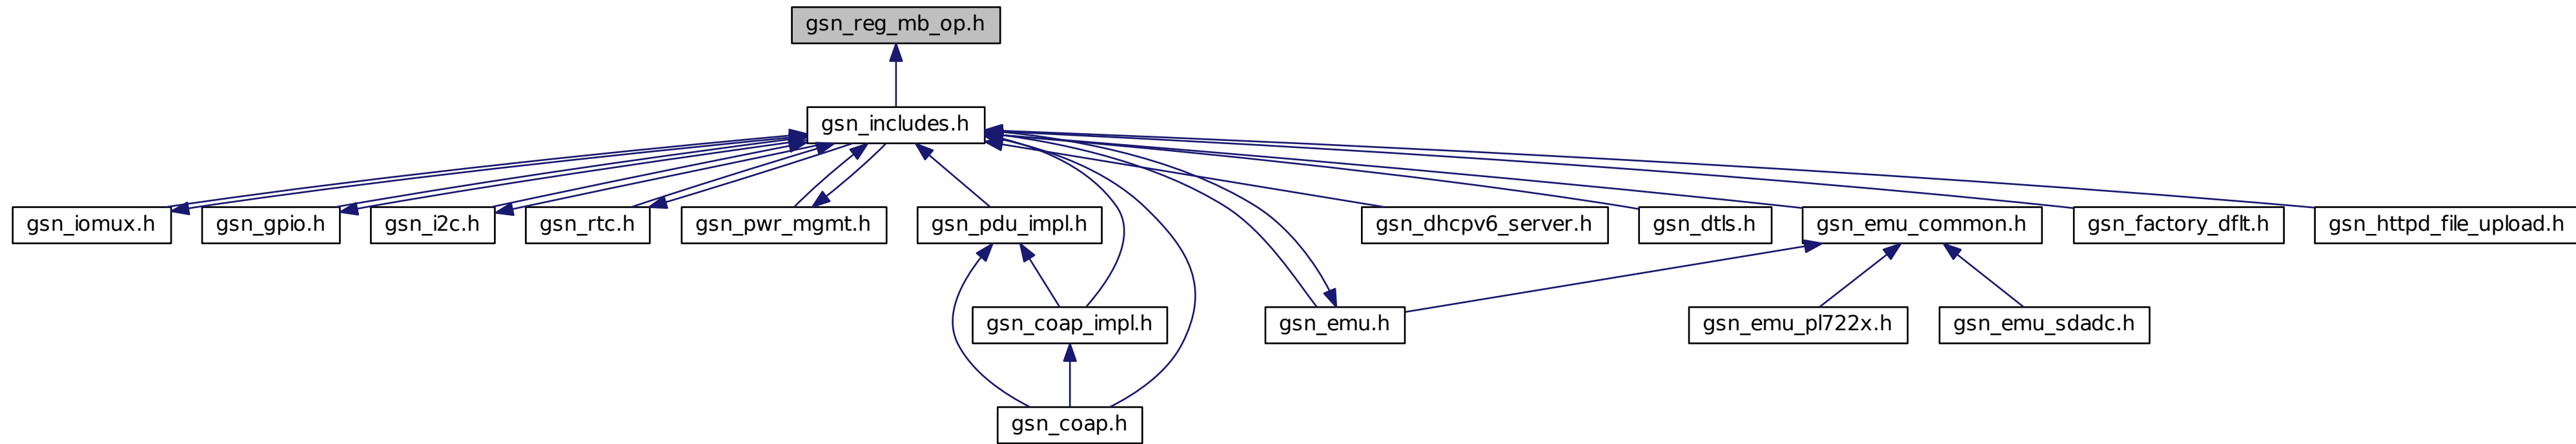 gsn_reg_mb_op.h
gsn_includes.h
gsn_iomux.h
gsn_gpio.h
gsn_i2c.h
gsn_rtc.h
gsn_pwr_mgmt.h
gsn_pdu_impl.h
gsn_dhcpv6_server.h
gsn_dtls.h
gsn_emu_common.h
gsn_factory_dflt.h
gsn_httpd_file_upload.h
gsn_coap_impl.h
gsn_emu.h
gsn_emu_pl722x.h
gsn_emu_sdadc.h
gsn_coap.h